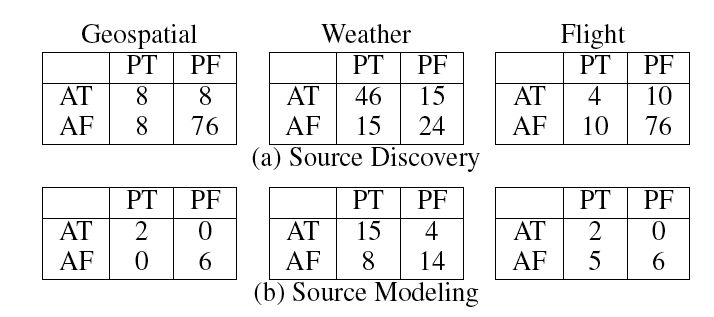 Geospatial Weather Flight
PT PF PT PF PT PF
AT 8 8 AT 46 15 AT 4 10
AF 8 76 AF 15 24 AF 10 76
(a) Source Discovery
PT PF PT PF PT PF
AT 2 0 AT 15 4 AT 2 0
AF 0 6 AF 8 14 AF 5 6
(b) Source Modeling